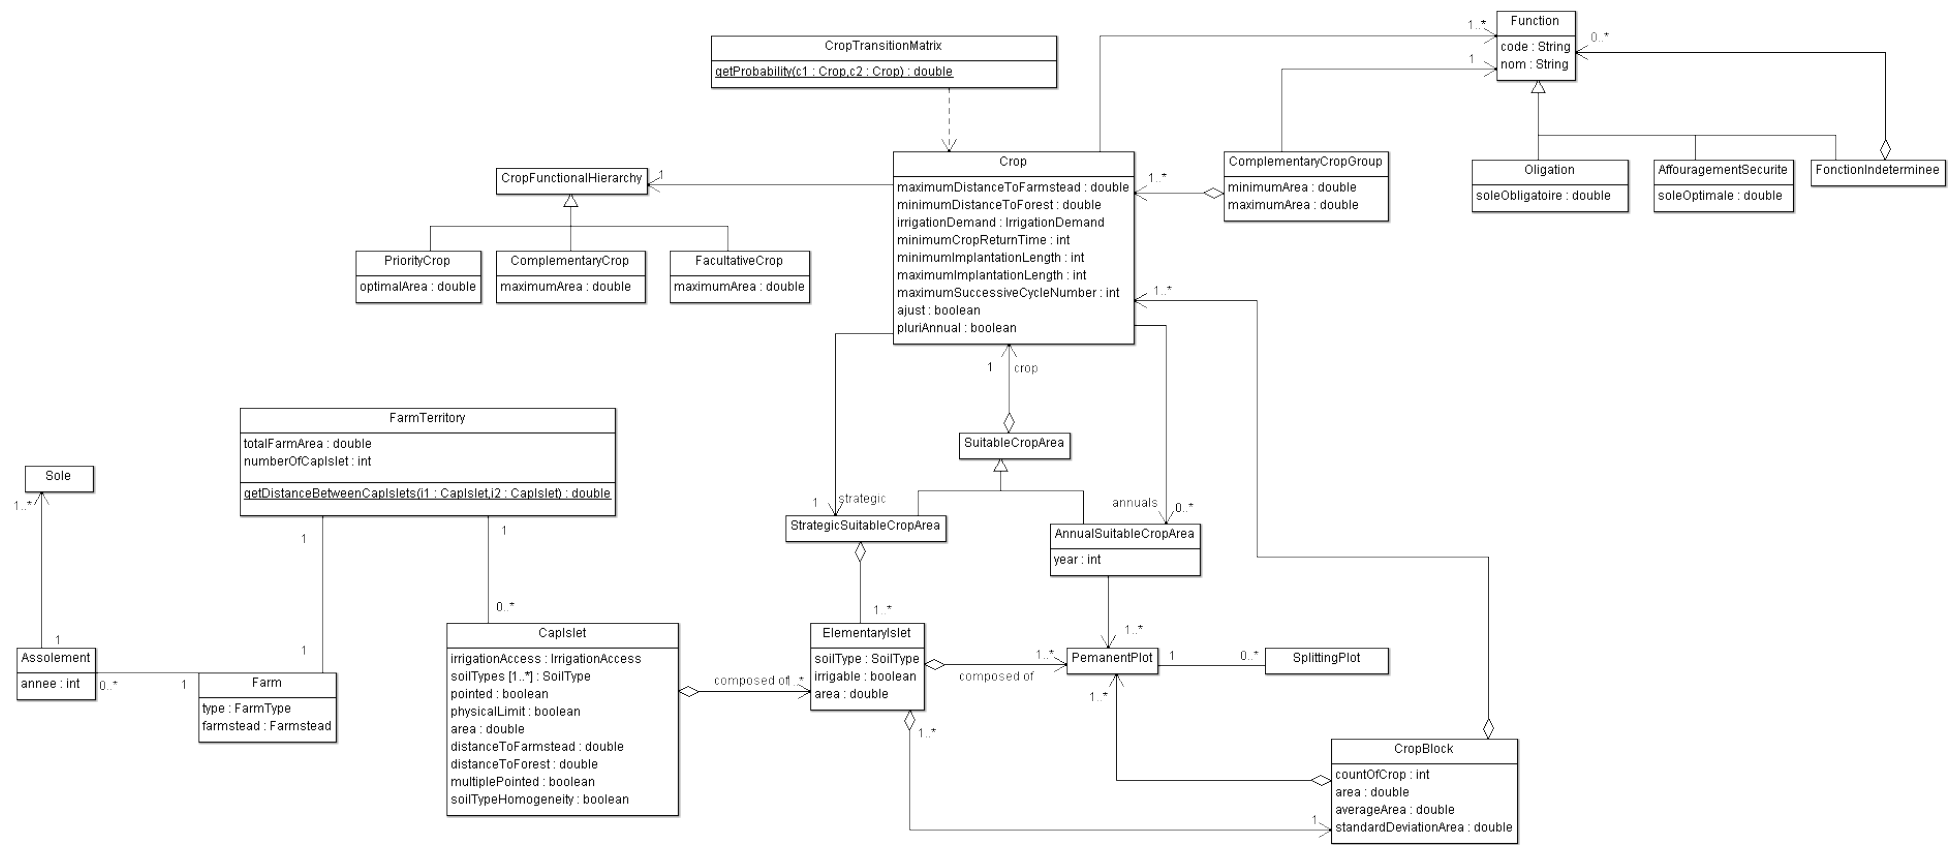 Function
code : String
nom : String
1..*
1
0..*
CropTransitionMatrix
getProbability(c1 : Crop,c2 : Crop) : double
Crop
maximumDistanceToFarmstead : double
minimumDistanceToForest : double
irrigationDemand : IrrigationDemand
minimumCropReturnTime : int
minimumImplantationLength : int
maximumImplantationLength : int
maximumSuccessiveCycleNumber : int
ajust : boolean
pluriAnnual : boolean
ComplementaryCropGroup
minimumArea : double
maximumArea : double
1..*
Oligation
soleObligatoire : double
AffouragementSecurite
soleOptimale : double
FonctionIndeterminee
CropFunctionalHierarchy
1
PriorityCrop
optimalArea : double
ComplementaryCrop
maximumArea : double
FacultativeCrop
maximumArea : double
1..*
1
crop
SuitableCropArea
FarmTerritory
totalFarmArea : double
numberOfCapIslet : int
getDistanceBetweenCapIslets(i1 : CapIslet,i2 : CapIslet) : double
Sole
1..*
1
strategic
StrategicSuitableCropArea
annuals
0..*
AnnualSuitableCropArea
year : int
1
1
0..*
1..*
1..*
1
1
Assolement
annee : int
0..*
1
Farm
type : FarmType
farmstead : Farmstead
CapIslet
irrigationAccess : IrrigationAccess
soilTypes [1..*] : SoilType
pointed : boolean
physicalLimit : boolean
area : double
distanceToFarmstead : double
distanceToForest : double
multiplePointed : boolean
soilTypeHomogeneity : boolean
composed of
1..*
ElementaryIslet
soilType : SoilType
irrigable : boolean
area : double
1..*
composed of
1..*
PemanentPlot
1
0..*
SplittingPlot
1..*
CropBlock
countOfCrop : int
area : double
averageArea : double
standardDeviationArea : double
1